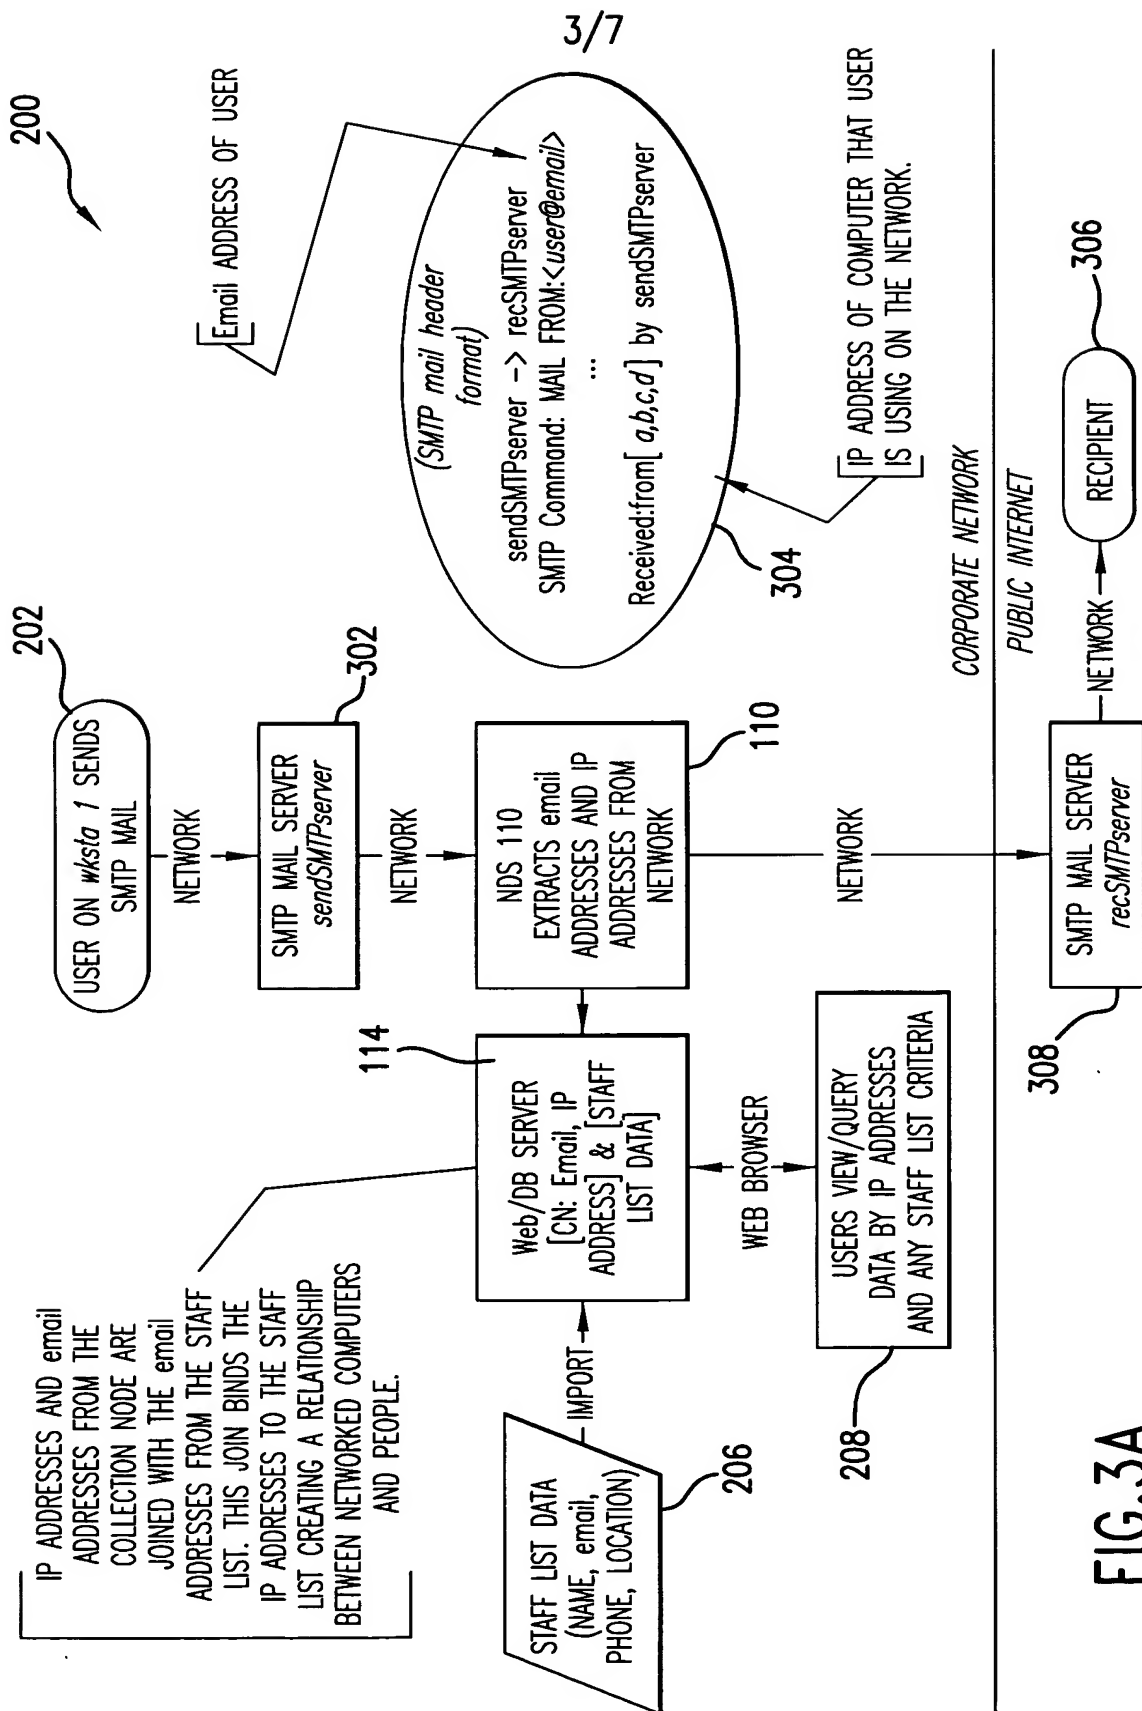 3/7
200
Email ADDRESS OF USER
(SMTP mail header
format)
sendSMTPserver -> recSMTPserver
SMTP Command: MAIL FROM:<user@email>
...
Received:from[ a,b,c,d] by sendSMTPserver
304
IP ADDRESS OF COMPUTER THAT USER
IS USING ON THE NETWORK.
202
USER ON wksta 1 SENDS
SMTP MAIL
NETWORK
302
SMTP MAIL SERVER
sendSMTPserver
NETWORK
110
NDS 110
EXTRACTS email
ADDRESSES AND IP
ADDRESSES FROM
NETWORK
NETWORK
CORPORATE NETWORK
PUBLIC INTERNET
308
SMTP MAIL SERVER
recSMTPserver
NETWORK
306
RECIPIENT
IP ADDRESSES AND email
ADDRESSES FROM THE
COLLECTION NODE ARE
JOINED WITH THE email
ADDRESSES FROM THE STAFF
LIST. THIS JOIN BINDS THE
IP ADDRESSES TO THE STAFF
LIST CREATING A RELATIONSHIP
BETWEEN NETWORKED COMPUTERS
AND PEOPLE.
114
Web/DB SERVER
[CN: Email, IP
ADDRESS] & [STAFF
LIST DATA]
IMPORT
STAFF LIST DATA
(NAME, email,
PHONE, LOCATION)
206
WEB BROWSER
USERS VIEW/QUERY
DATA BY IP ADDRESSES
AND ANY STAFF LIST CRITERIA
208
FIG.3A